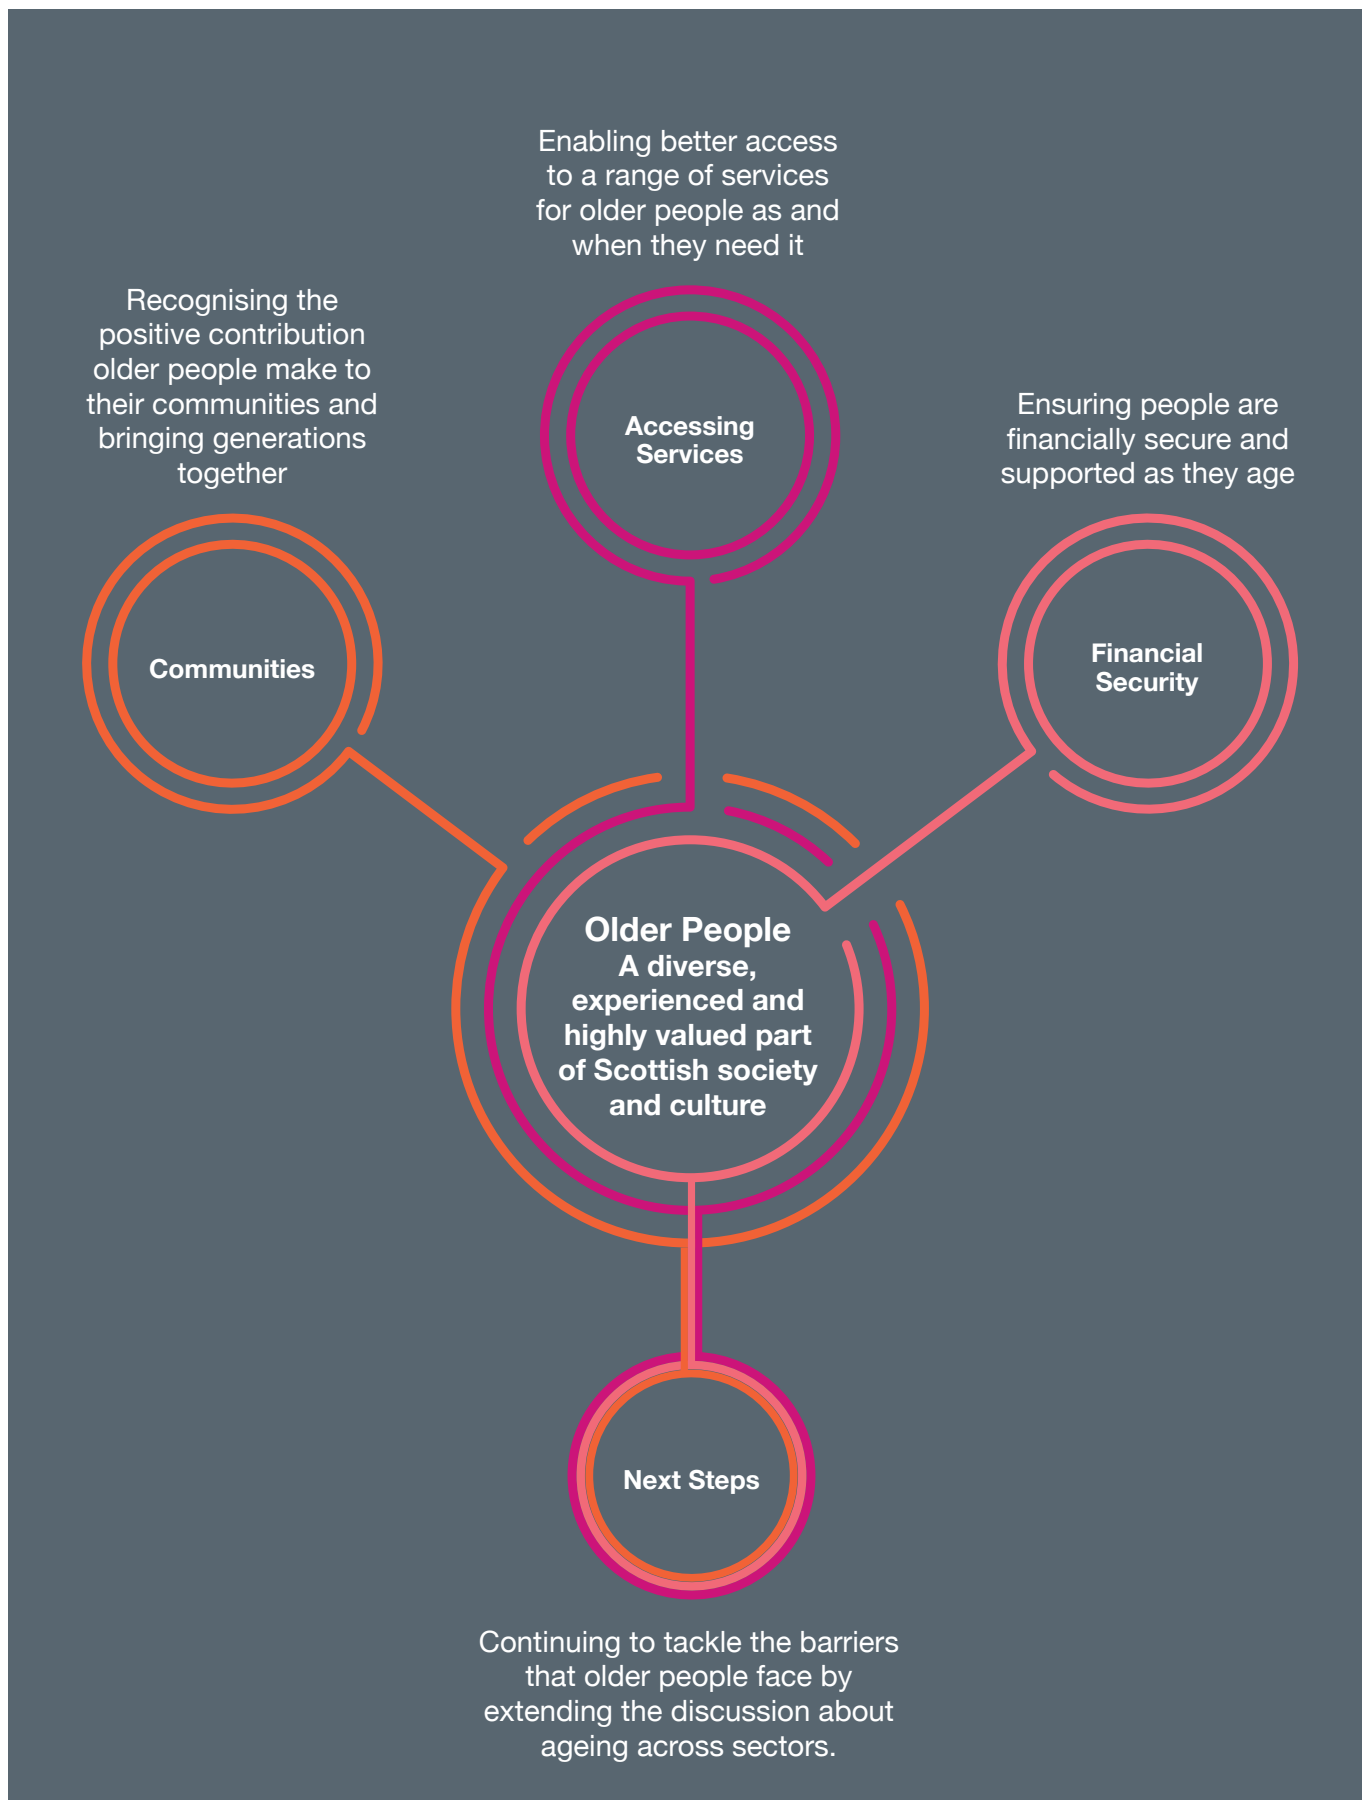 Enabling better access
to a range of services
for older people as and
when they need it
Recognising the
positive contribution
older people make to
their communities and
bringing generations
together
Ensuring people are
financially secure and
supported as they age
Accessing
Services
Communities
Financial
Security
Older People
A diverse,
experienced and
highly valued part
of Scottish society
and culture
Next Steps
Continuing to tackle the barriers
that older people face by
extending the discussion about
ageing across sectors.